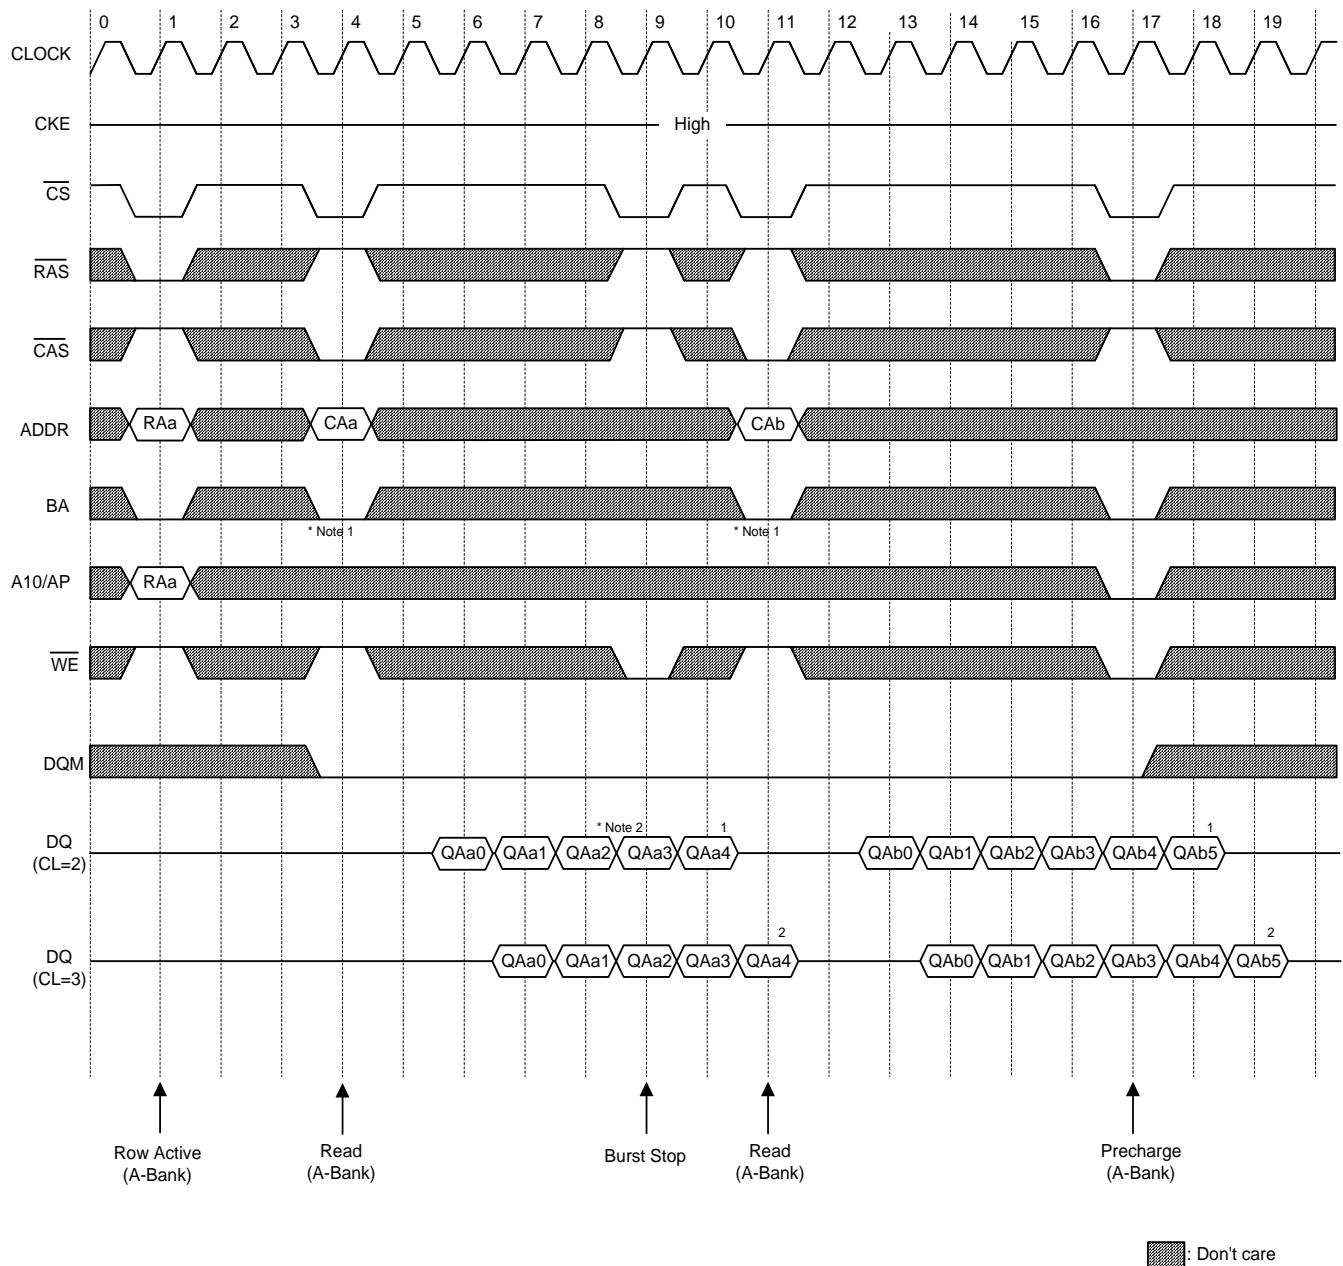 0 1 2 3 4 5 6 7 8 9 10 11 12 13 14 15 16 17 18 19
CLOCK
CKE High
CS
RAS
CAS
ADDR RAa CAa CAb
BA
* Note 1 * Note 1
A10/AP RAa
WE
DQM
* Note 2 1 1
DQ
(CL=2)
QAa0 QAa1 QAa2 QAa3 QAa4 QAb0 QAb1 QAb2 QAb3 QAb4 QAb5
2 2
DQ
(CL=3)
QAa0 QAa1 QAa2 QAa3 QAa4 QAb0 QAb1 QAb2 QAb3 QAb4 QAb5
Row Active
(A-Bank)
Read
(A-Bank)
Burst Stop
Read
(A-Bank)
Precharge
(A-Bank)
: Don't care